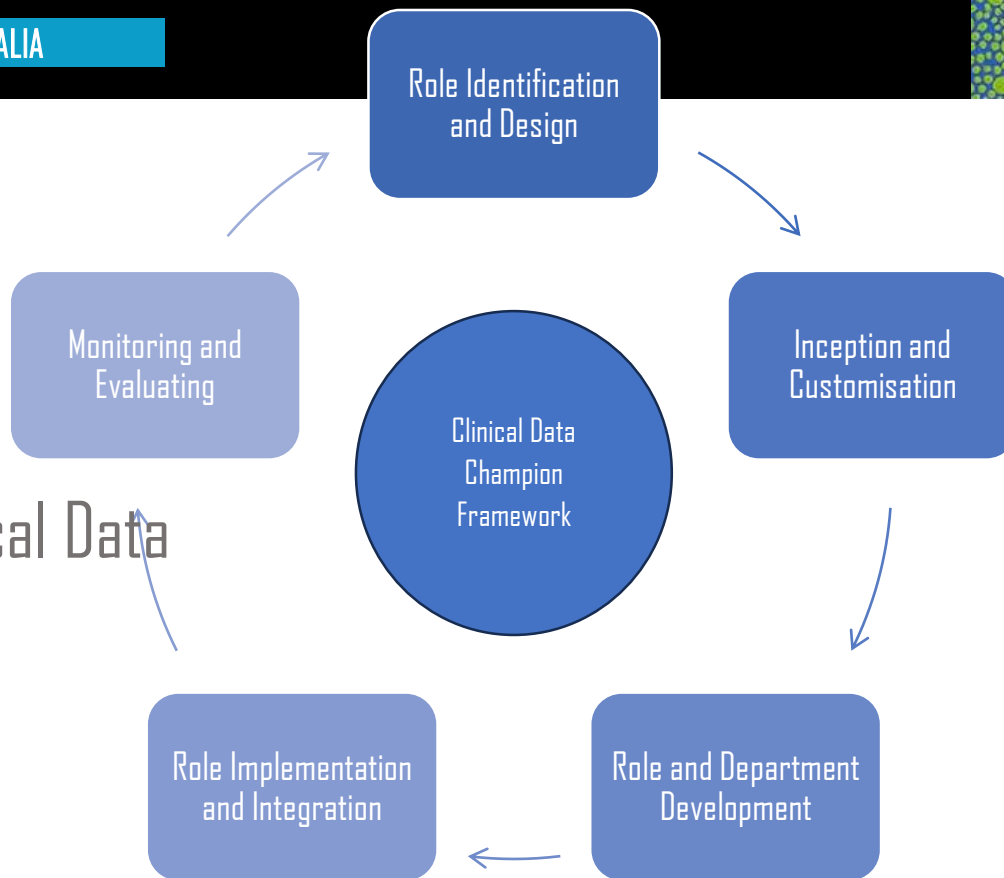 ALIA
Role Identification
and Design
Inception and
Customisation
Role and Department
Development
Role Implementation
and Integration
Monitoring and
Evaluating
Clinical Data
Champion
Framework
cal Data